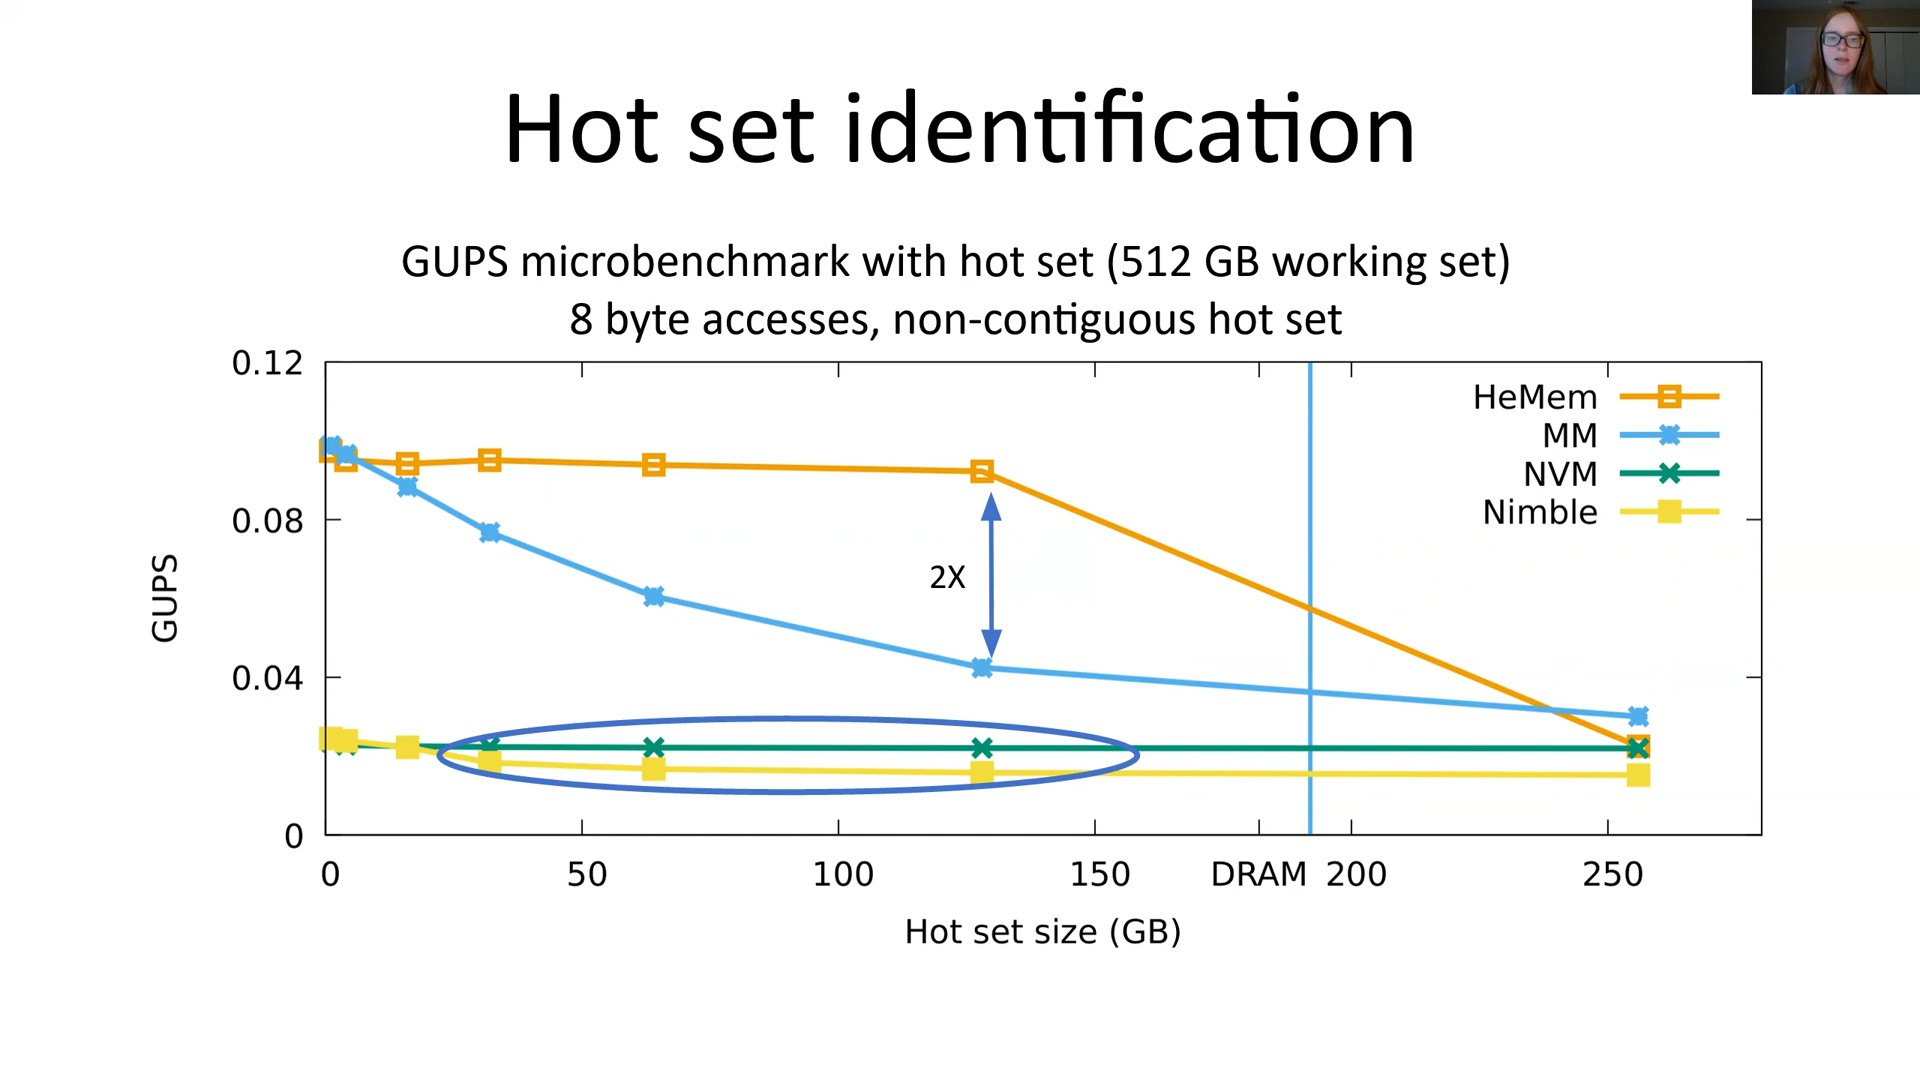 Hot set identification
GUPS microbenchmark with hot set (512 GB working set)
8 byte accesses, non-contiguous hot set
0.12
0.08
0.04
0
GUPS
HeMem
MM
NVM
Nimble
2X
0 50 100 150 DRAM 200 250
Hot set size (GB)